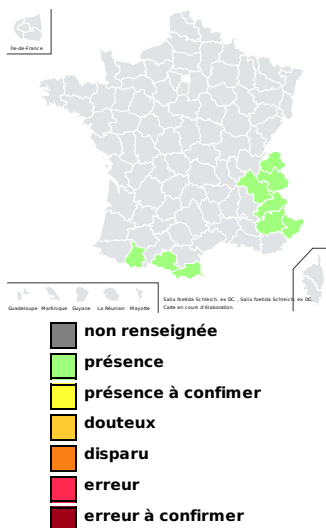 Île-de-France
Guadeloupe Martinique Guyane La Réunion Mayotte
Salix foetida Schleich. ex DC. , Salix foetida Schleich. ex DC.
Carte en cours d'élaboration.
non renseignée
présence
présence à confimer
douteux
disparu
erreur
erreur à confirmer